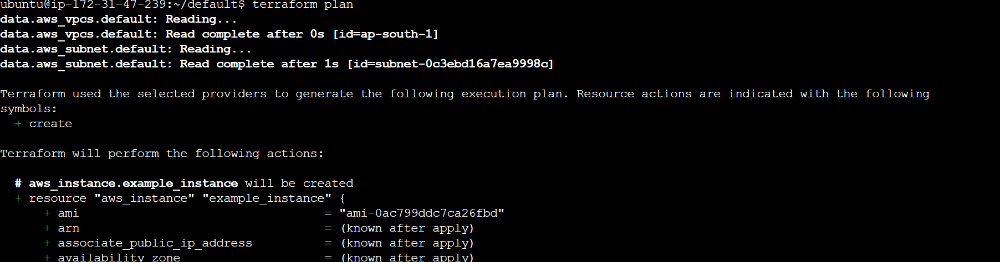 ubuntu@ip-172-31-47-239:~/default$ terraform plan
data.aws_vpcs.default: Reading...
data.aws_vpcs.default: Read complete after 0s [id=ap-south-1]
data.aws_subnet.default: Reading...
data.aws_subnet.default: Read complete after 1s [id=subnet-0c3ebd16a7ea9998c]
Terraform used the selected providers to generate the following execution plan. Resource actions are indicated with the following
symbols:
+ create
Terraform will perform the following actions:
# aws_instance.example_instance will be created
+ resource "aws_instance" "example_instance" {
+ ami = "ami-0ac799ddc7ca26fbd"
+ arn = (known after apply)
+ associate_public_ip_address = (known after apply)
+ availability_zone = (known after apply)